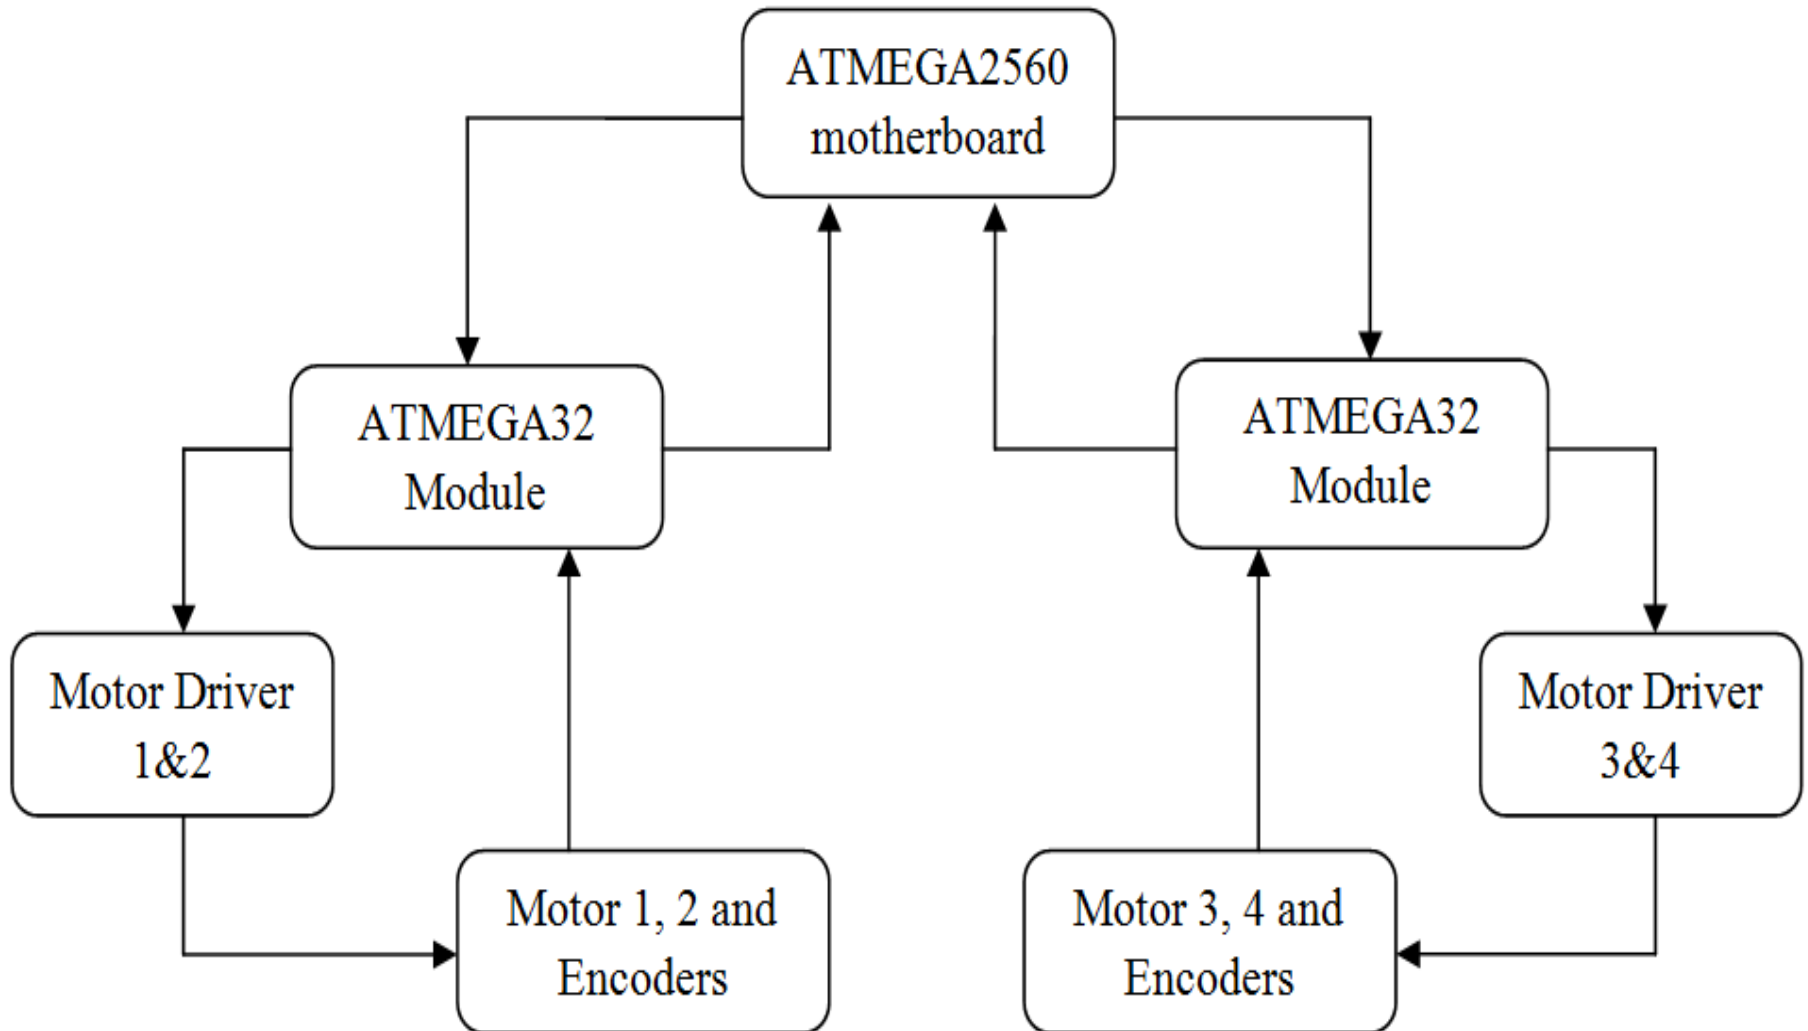 ATMEGA2560
motherboard
ATMEGA32
Module
ATMEGA32
Module
Motor Driver
1&2
Motor Driver
3&4
Motor 1, 2 and
Encoders
Motor 3, 4 and
Encoders